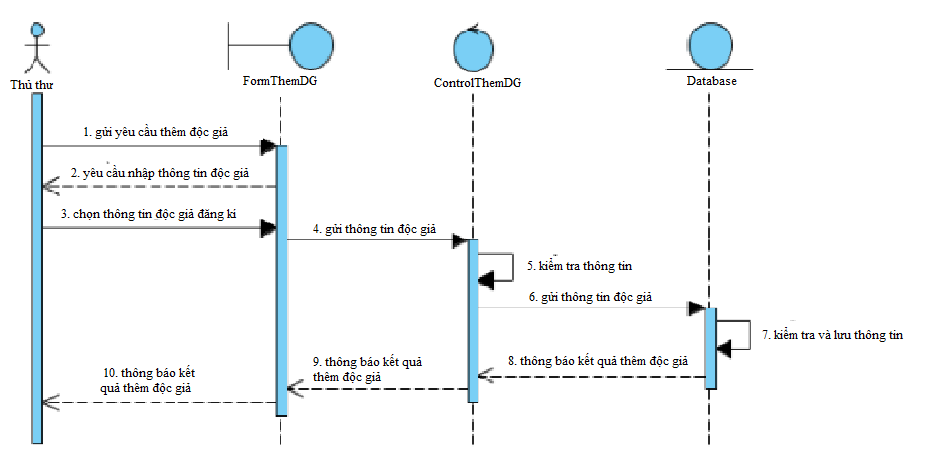 Thủ thư
FormThemDG
ControlThemDG
Database
1. gửi yêu cầu thêm độc giả
2. yêu cầu nhập thông tin độc giả
3. chọn thông tin độc giả đăng kí
4. gửi thông tin độc giả
5. kiểm tra thông tin
6. gửi thông tin độc giả
7. kiểm tra và lưu thông tin
8. thông báo kết quả thêm độc giả
9. thông báo kết quả
thêm độc giả
10. thông báo kết
quả thêm độc giả